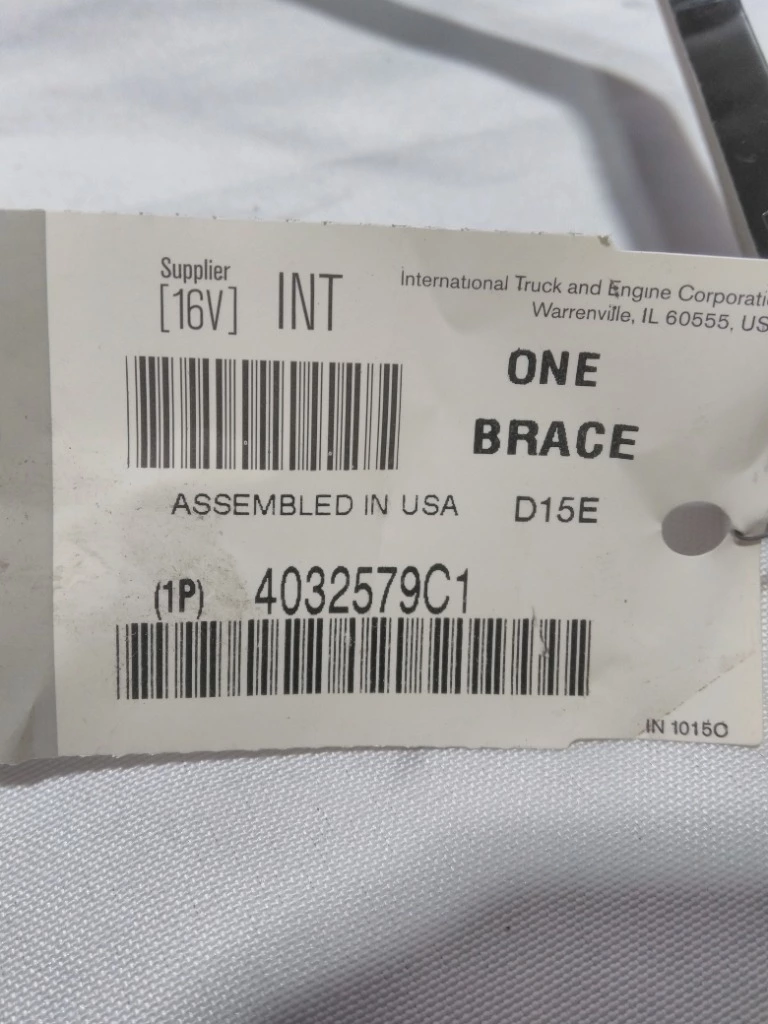 Supplier
[16V] INT
International Truck and Engine Corporati
Warrenville, IL 60555, US
ONE
BRACE
ASSEMBLED IN USA D15E
(1P) 4032579C1
IN 1015O